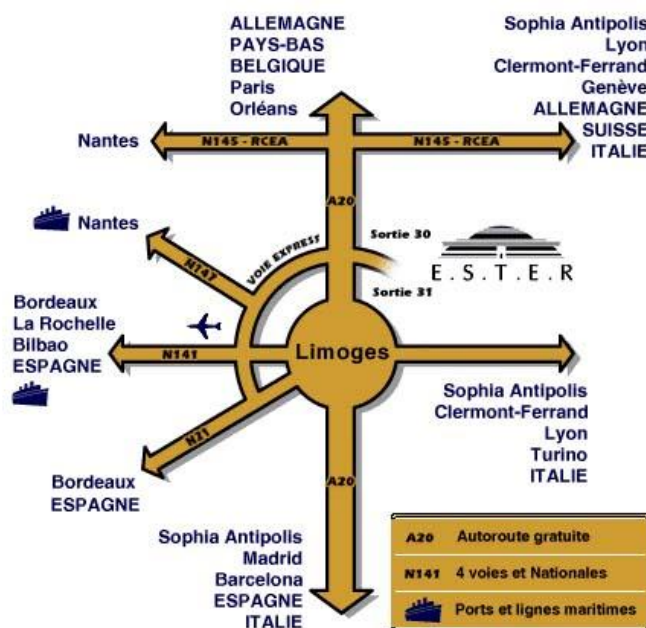 ALLEMAGNE
PAYS-BAS
BELGIQUE
Paris
Orléans
Sophia Antipolis
Lyon
Clermont-Ferrand
Genève
ALLEMAGNE
SUISSE
ITALIE
Nantes
N145 - RCEA
N145 - RCEA
A20
Nantes
N147
VOIE EXPRESS
Sortie 30
E.S.T.E.R
Sortie 31
Bordeaux
La Rochelle
Bilbao
ESPAGNE
N141
Limoges
Sophia Antipolis
Clermont-Ferrand
Lyon
Turino
ITALIE
N21
Bordeaux
ESPAGNE
A20
Sophia Antipolis
Madrid
Barcelona
ESPAGNE
ITALIE
A20 Autoroute gratuite
N141 4 voies et Nationales
Ports et lignes maritimes